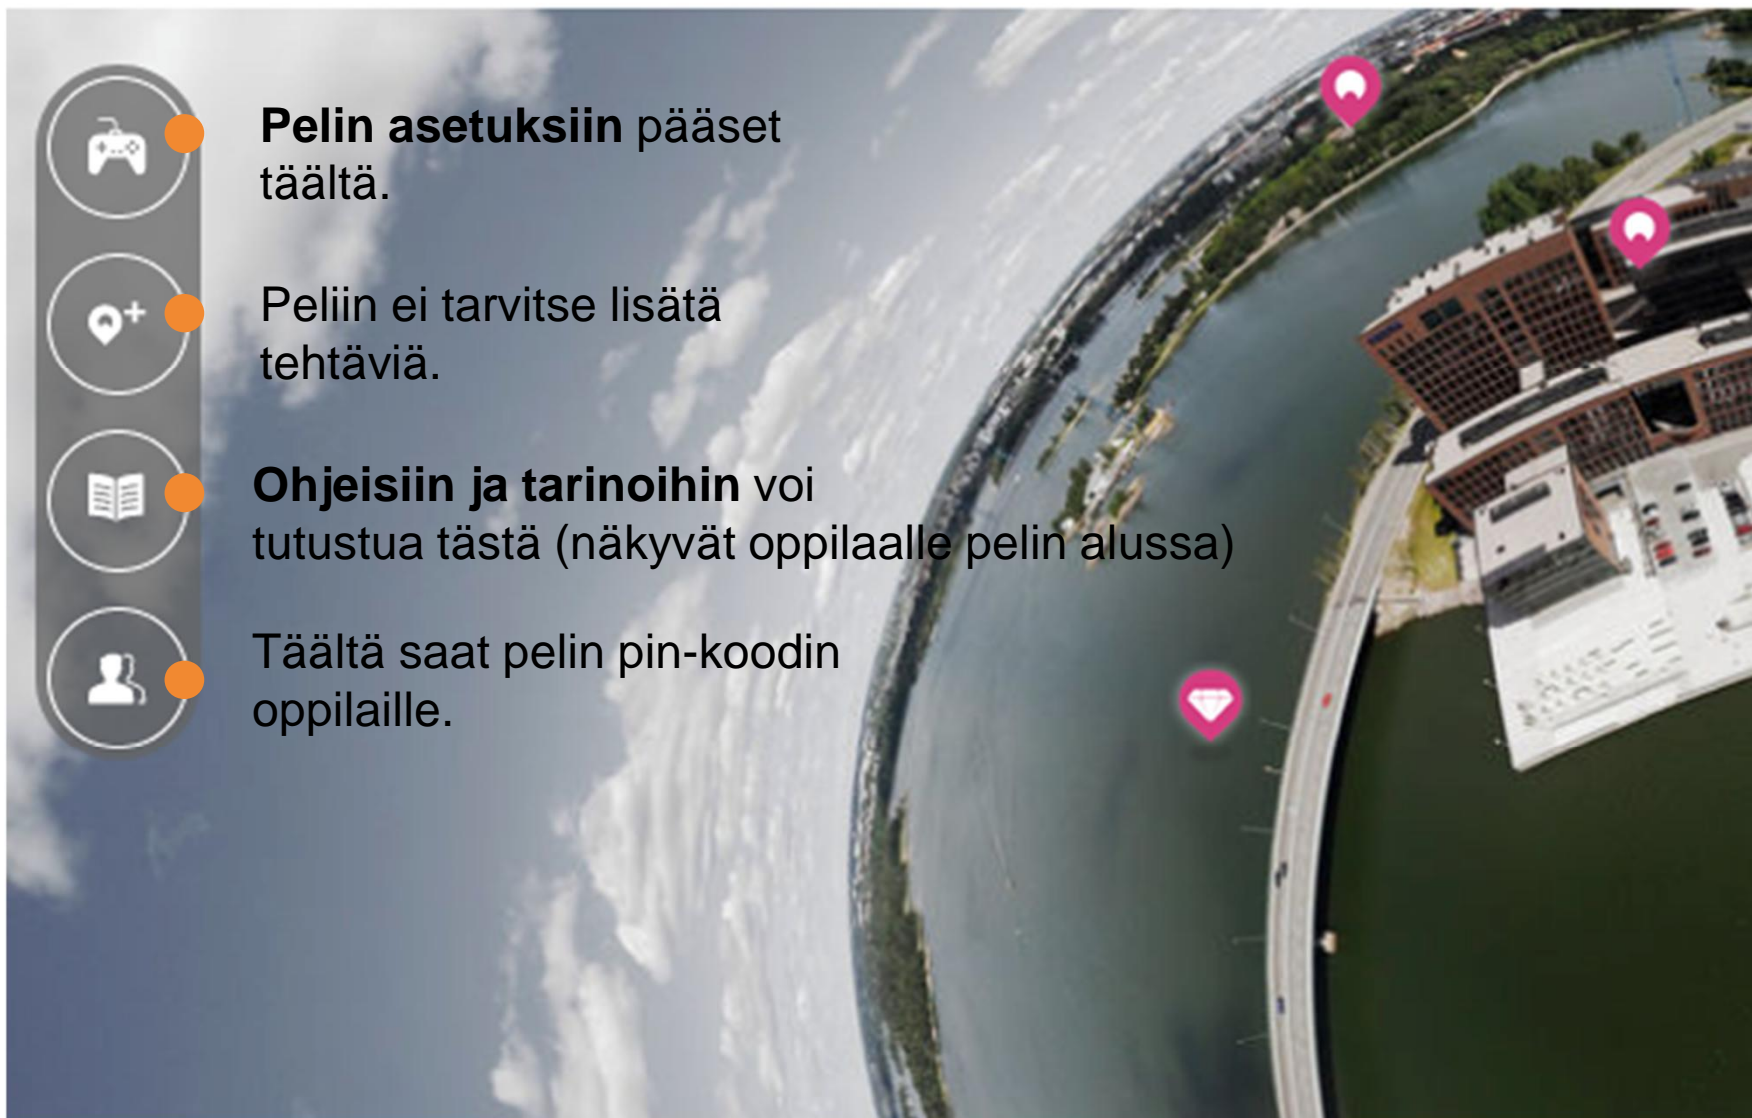 Pelin asetuksiin pääset
täältä.
Peliin ei tarvitse lisätä
tehtäviä.
Ohjeisiin ja tarinoihin voi
tutustua tästä (näkyvät oppilaalle pelin alussa)
Täältä saat pelin pin-koodin
oppilaille.